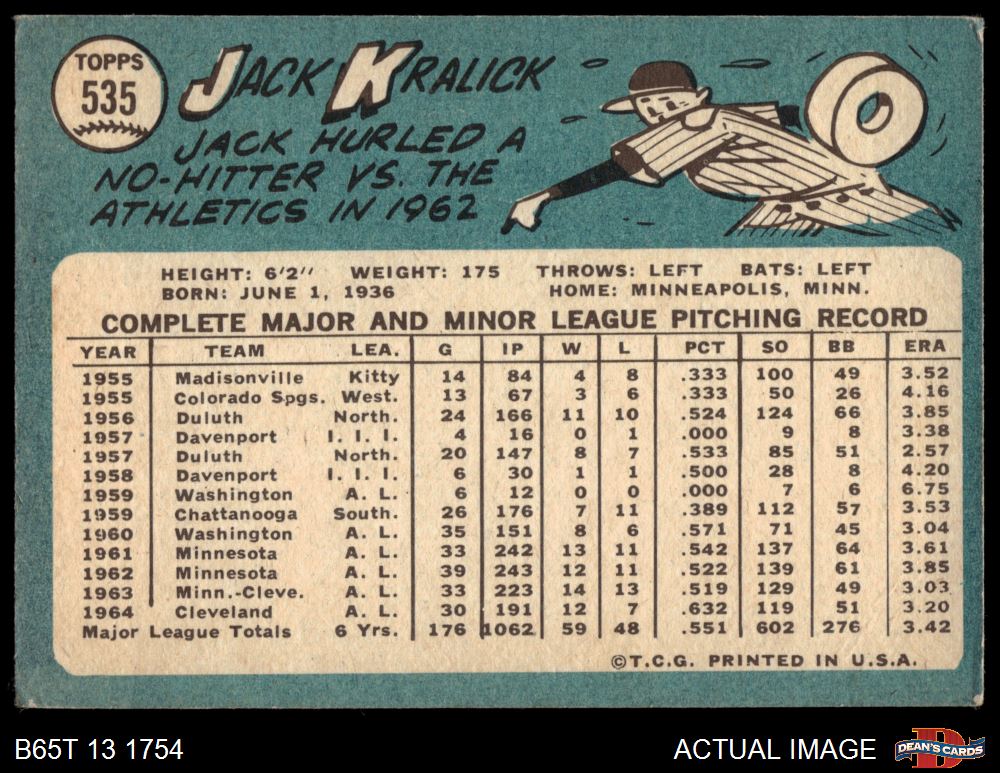 TOPPS
535
JACK KRALICK
JACK HURLED A
NO-HITTER VS. THE
ATHLETICS IN 1962
0
HEIGHT: 6'2" WEIGHT: 175 THROWS: LEFT BATS: LEFT
BORN: JUNE 1, 1936 HOME: MINNEAPOLIS, MINN.
COMPLETE MAJOR AND MINOR LEAGUE PITCHING RECORD
YEAR TEAM LEA. G IP W L PCT SO BB ERA
1955 Madisonville Kitty 14 84 4 8 .333 100 49 3.52
1955 Colorado Spgs. West. 13 67 3 6 .333 50 26 4.16
1956 Duluth North. 24 166 11 10 .524 124 66 3.85
1957 Davenport I. I. I. 4 16 0 1 .000 9 8 3.38
1957 Duluth North. 20 147 8 7 .533 85 51 2.57
1958 Davenport I. I. I. 6 30 1 1 .500 28 8 4.20
1959 Washington A. L. 6 12 0 0 .000 7 6 6.75
1959 Chattanooga South. 26 176 7 11 .389 112 57 3.53
1960 Washington A. L. 35 151 8 6 .571 71 45 3.04
1961 Minnesota A. L. 33 242 13 11 .542 137 64 3.61
1962 Minnesota A. L. 39 243 12 11 .522 139 61 3.85
1963 Minn.-Cleve. A. L. 33 223 14 13 .519 129 49 3.03
1964 Cleveland A. L. 30 191 12 7 .632 119 51 3.20
Major League Totals 6 Yrs. 176 1062 59 48 .551 602 276 3.42
©T.C.G. PRINTED IN U.S.A.
B65T 13 1754 ACTUAL IMAGE D DEAN'S CARDS